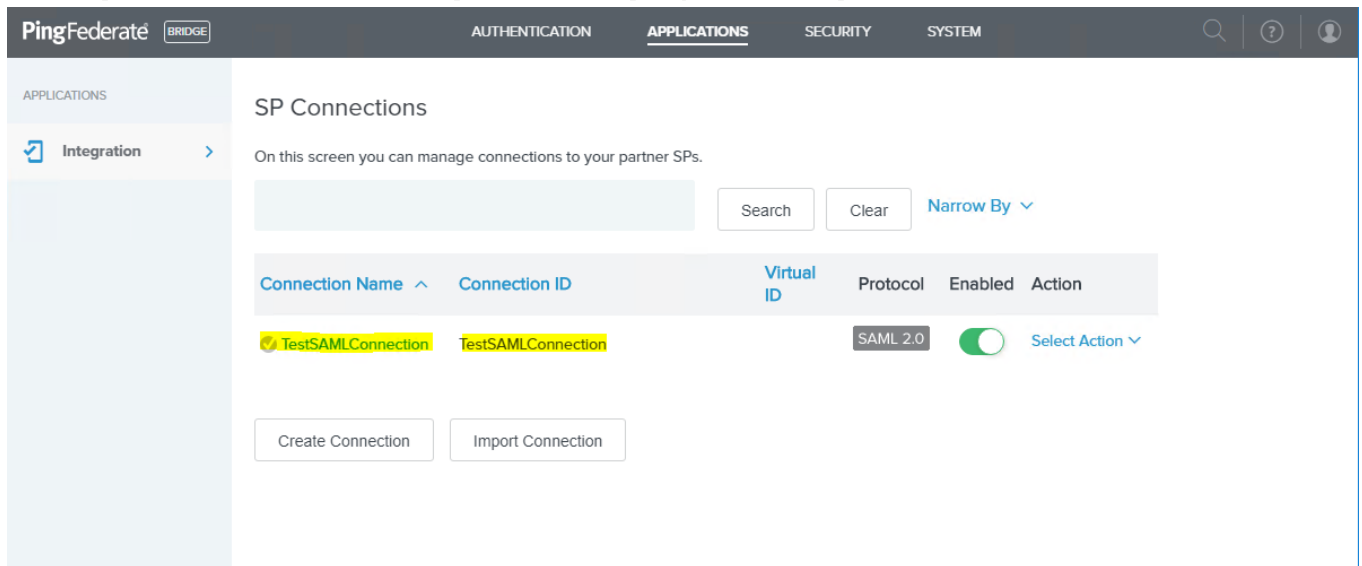 PingFederate BRIDGE AUTHENTICATION APPLICATIONS SECURITY SYSTEM ?
APPLICATIONS
Integration
SP Connections
On this screen you can manage connections to your partner SPs.
Search Clear Narrow By
Connection Name Connection ID Virtual ID Protocol Enabled Action
TestSAMLConnection TestSAMLConnection SAML 2.0 Select Action
Create Connection Import Connection